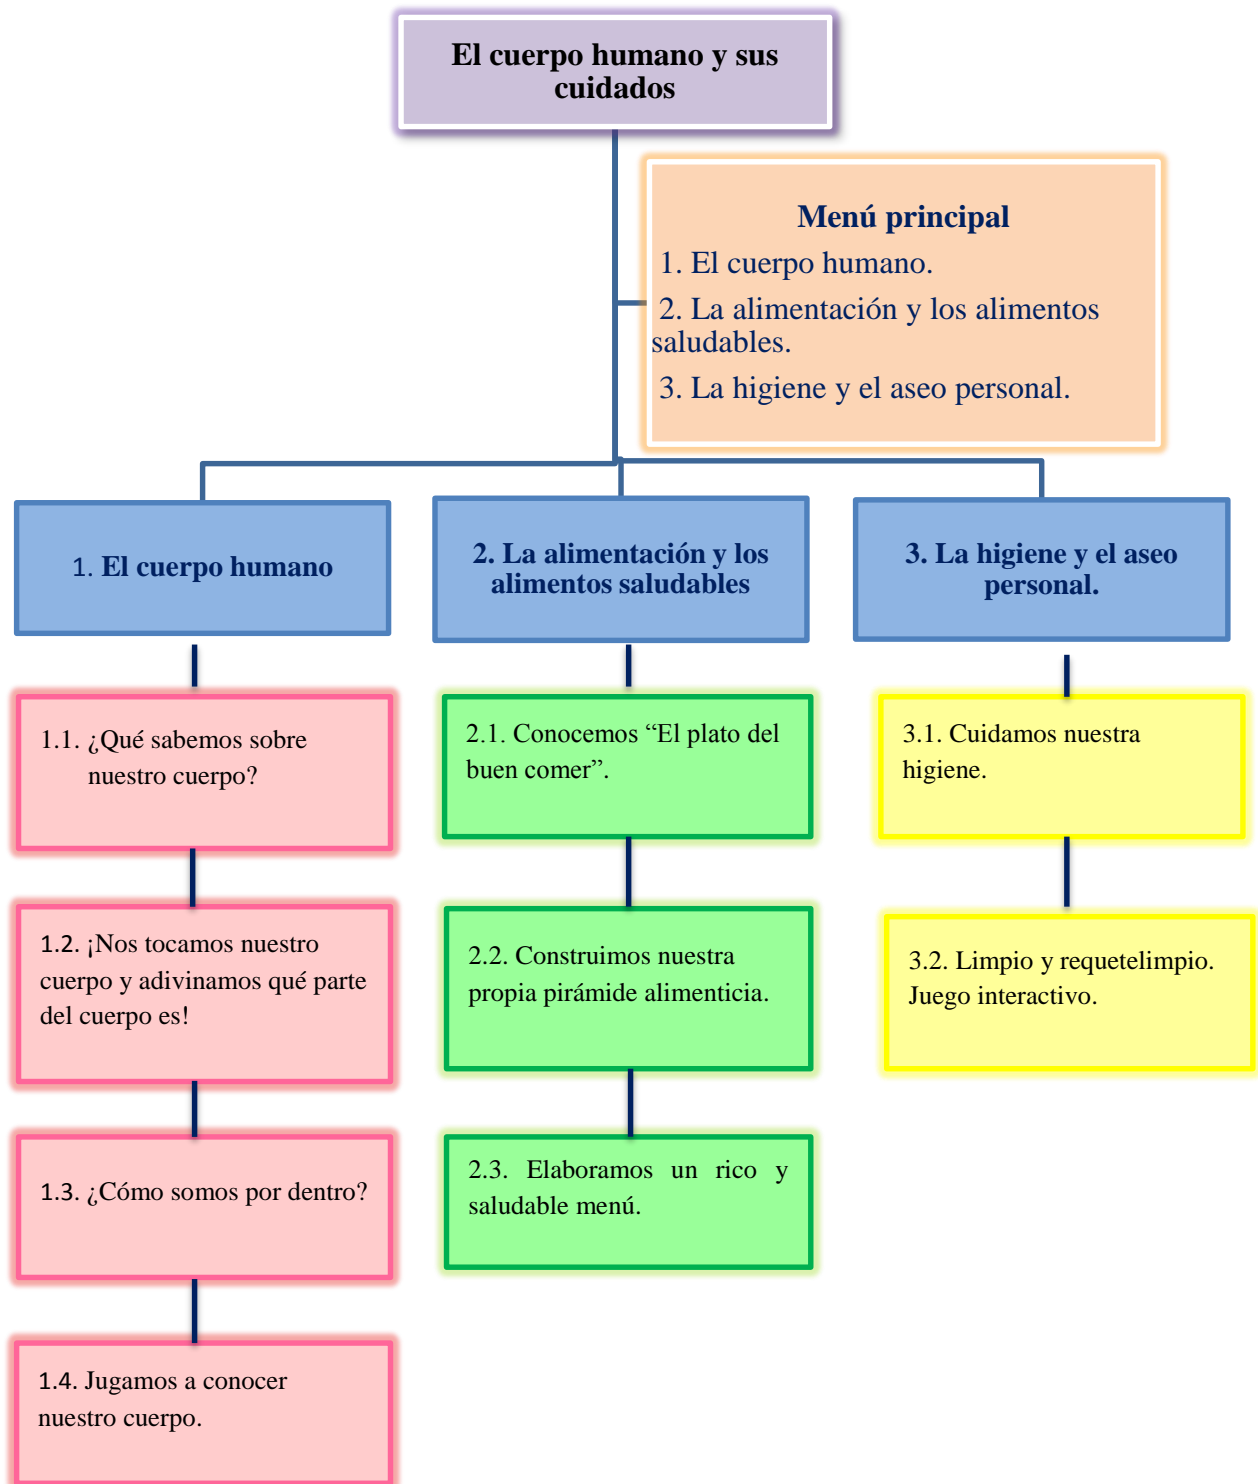 El cuerpo humano y sus
cuidados
Menú principal
1. El cuerpo humano.
2. La alimentación y los alimentos
saludables.
3. La higiene y el aseo personal.
1. El cuerpo humano
2. La alimentación y los
alimentos saludables
3. La higiene y el aseo
personal.
1.1. ¿Qué sabemos sobre
nuestro cuerpo?
1.2. ¡Nos tocamos nuestro
cuerpo y adivinamos qué parte
del cuerpo es!
1.3. ¿Cómo somos por dentro?
1.4. Jugamos a conocer
nuestro cuerpo.
2.1. Conocemos “El plato del
buen comer”.
2.2. Construimos nuestra
propia pirámide alimenticia.
2.3. Elaboramos un rico y
saludable menú.
3.1. Cuidamos nuestra
higiene.
3.2. Limpio y requetelimpio.
Juego interactivo.